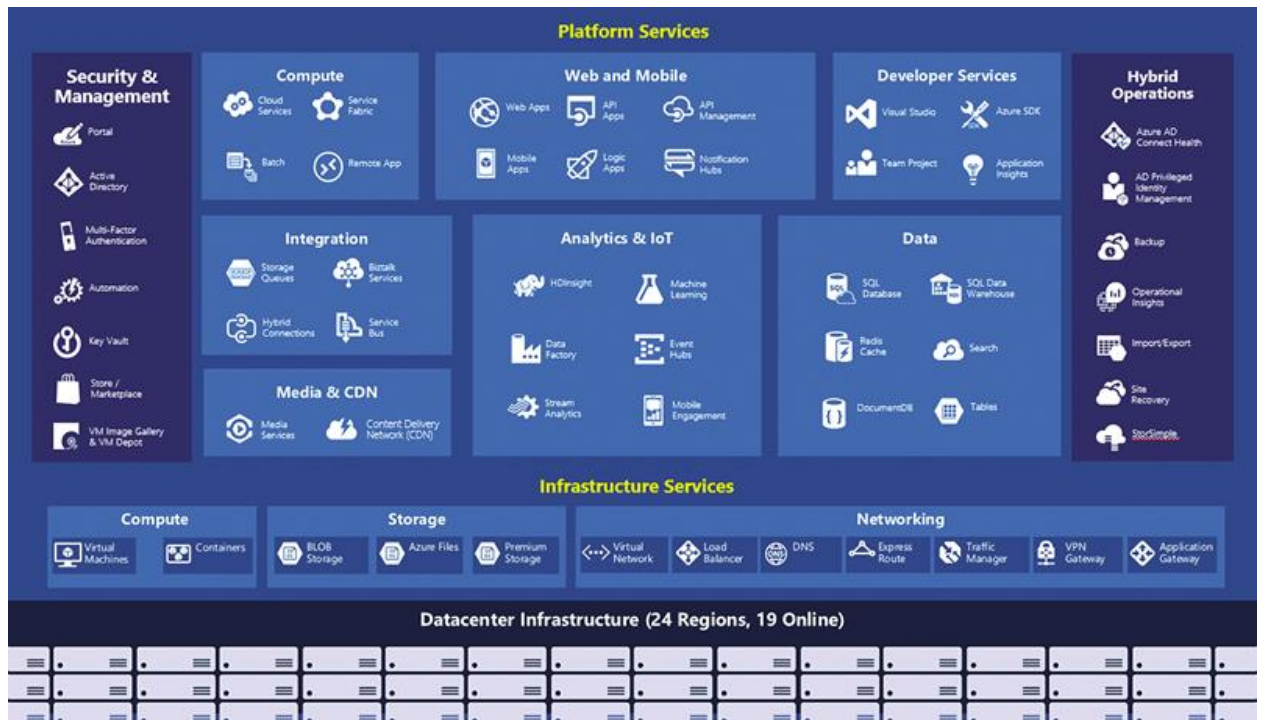 Platform Services
Security &
Management
Portal
Active
Directory
Multi-Factor
Authentication
Automation
Key Vault
Store /
Marketplace
VM Image Gallery
& VM Depot
Compute
Cloud
Services
Service
Fabric
Batch
Remote App
Web and Mobile
Web Apps
API
Apps
API
Management
Mobile
Apps
Logic
Apps
Notification
Hubs
Developer Services
Visual Studio
Azure SDK
Team Project
Application
Insights
Hybrid
Operations
Azure AD
Connect Health
AD Privileged
Identity
Management
Backup
Operational
Insights
Import/Export
Site
Recovery
StorSimple
Integration
Storage
Queues
Biztalk
Services
Hybrid
Connections
Service
Bus
Analytics & IoT
HDInsight
Machine
Learning
Data
Factory
Event
Hubs
Stream
Analytics
Mobile
Engagement
Data
SQL
SQL
Database
SQL
SQL Data
Warehouse
Redis
Cache
Search
DocumentDB
Tables
Media & CDN
Media
Services
Content Delivery
Network (CDN)
Infrastructure Services
Compute
Virtual
Machines
Containers
Storage
BLOB
Storage
Azure Files
Premium
Storage
Networking
Virtual
Network
Load
Balancer
DNS
DNS
Express
Route
Traffic
Manager
VPN
Gateway
Application
Gateway
Datacenter Infrastructure (24 Regions, 19 Online)